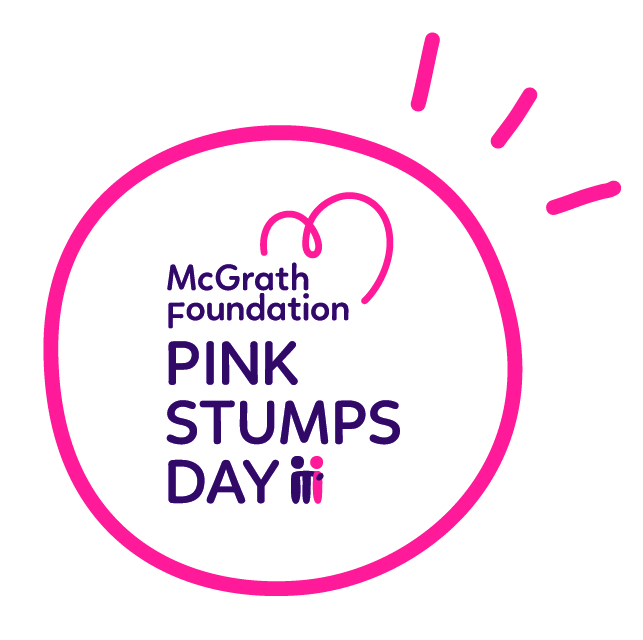 McGrath
Foundation
PINK
STUMPS
DAY